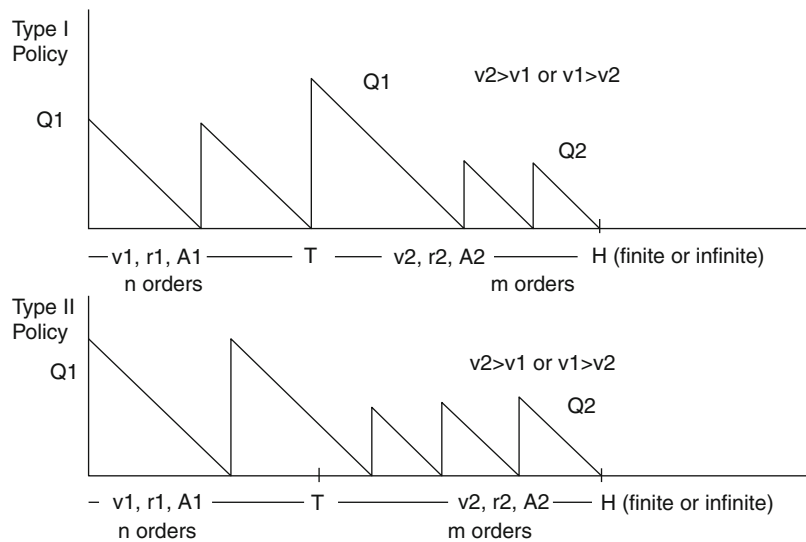 Type I
Policy
Q1
v2>v1 or v1>v2
Q1
Q2
v1, r1, A1
T
v2, r2, A2
H (finite or infinite)
n orders
m orders
Type II
Policy
v2>v1 or v1>v2
Q1
Q2
v1, r1, A1
T
v2, r2, A2
H (finite or infinite)
n orders
m orders